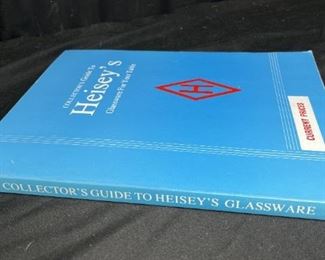 COLLECTOR'S GUIDE TO
Heisey's
Glassware For Your Table
H
CURRENT PRICES
COLLECTOR'S GUIDE TO HEISEY'S GLASSWARE